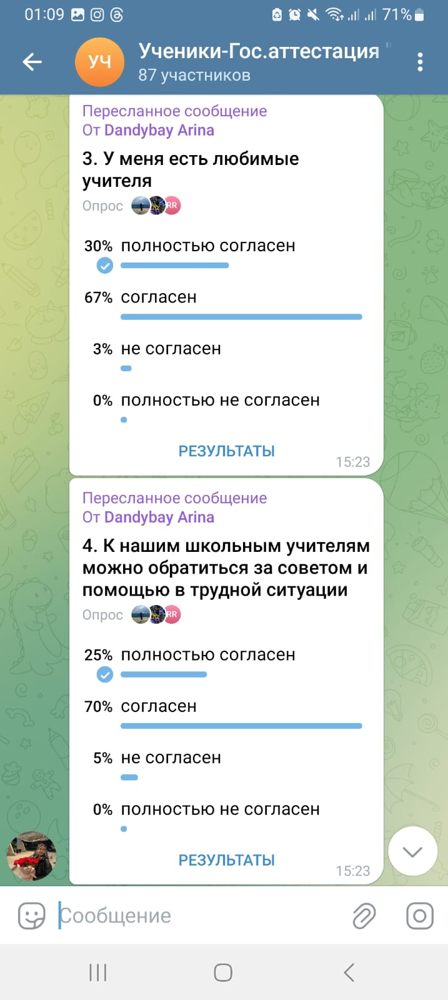 01:09
71%
УЧ
Ученики-Гос.аттестация "
87 участников
Пересланное сообщение
От Dandybay Arina
3. У меня есть любимые
учителя
Опрос RR
30% полностью согласен
67% согласен
3% не согласен
0% полностью не согласен
РЕЗУЛЬТАТЫ
15:23
Пересланное сообщение
От Dandybay Arina
4. К нашим школьным учителям
можно обратиться за советом и
помощью в трудной ситуации
Опрос RR
25% полностью согласен
70% согласен
5% не согласен
0% полностью не согласен
РЕЗУЛЬТАТЫ
15:23
Сообщение